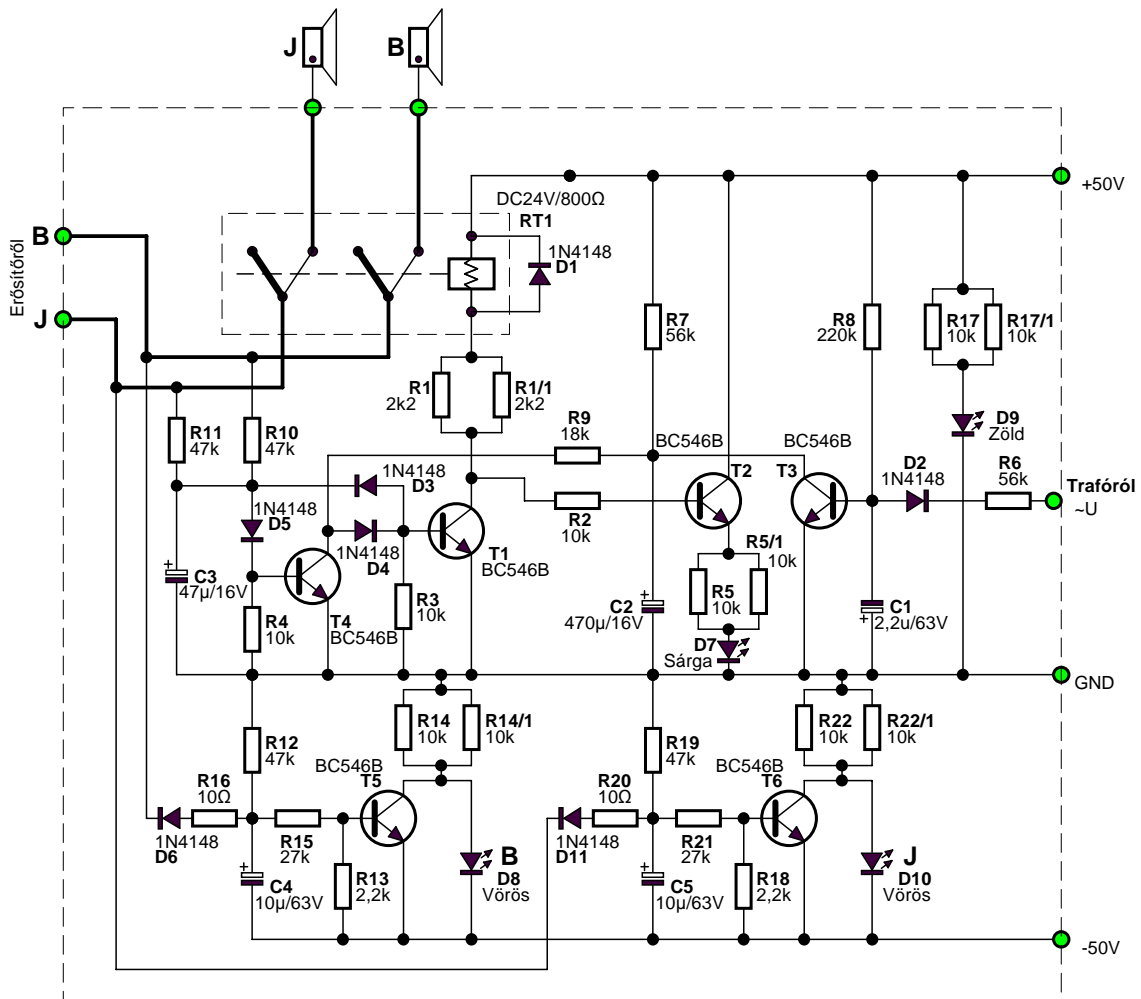 J
B
+50V
DC24V/800Ω
RT1
1N4148
D1
Erősítőről
B
J
R7
56k
R8
220k
R17
10k
R17/1
10k
R1
2k2
R1/1
2k2
R11
47k
R10
47k
R9
18k
BC546B
T2
BC546B
T3
D9
Zöld
D2
1N4148
R6
56k
Trafóról
~U
1N4148
D3
1N4148
D5
R2
10k
1N4148
D4
T1
BC546B
R5/1
10k
R5
10k
+
C3
47µ/16V
R4
10k
T4
BC546B
R3
10k
+
C2
470µ/16V
D7
Sárga
+
C1
2,2u/63V
GND
R14
10k
R14/1
10k
R22
10k
R22/1
10k
R12
47k
R19
47k
BC546B
T5
BC546B
T6
R16
10Ω
R20
10Ω
1N4148
D6
R15
27k
1N4148
D11
R21
27k
+
C4
10µ/63V
R13
2,2k
B
D8
Vörös
+
C5
10µ/63V
R18
2,2k
J
D10
Vörös
-50V